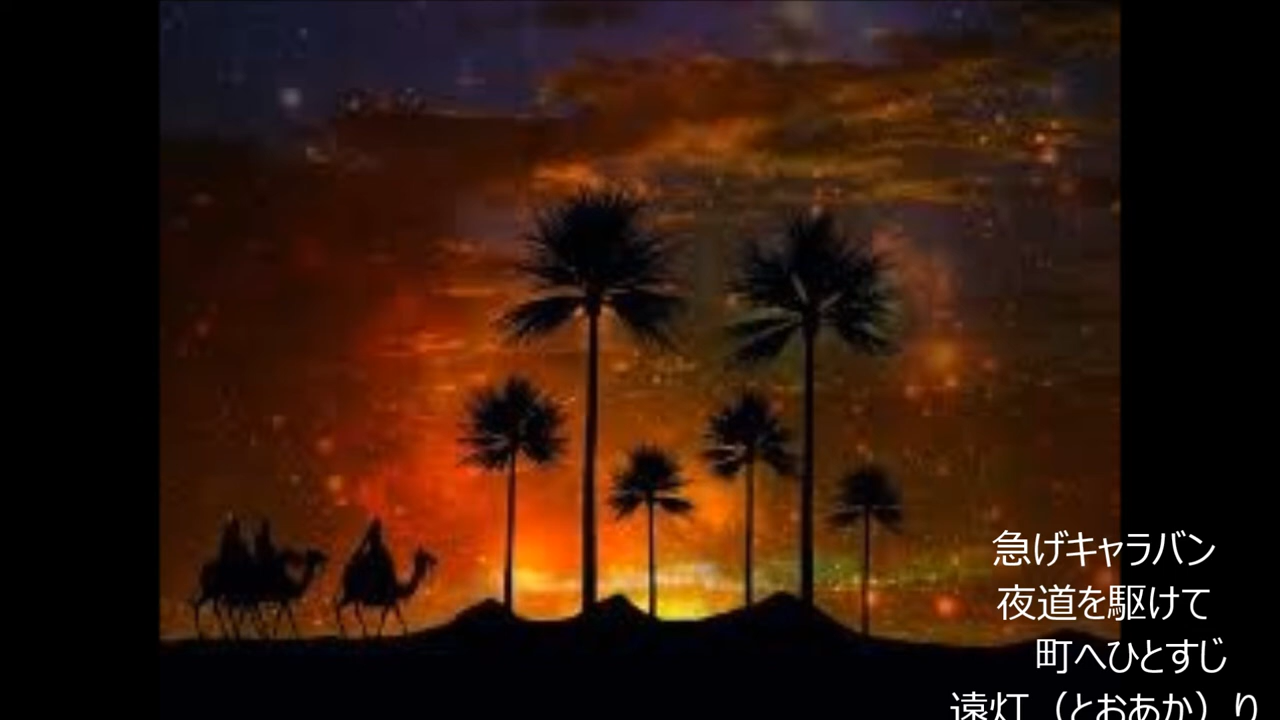 急げキャラバン
夜道を駆けて
町へひとすじ
遠灯（とおあか）り